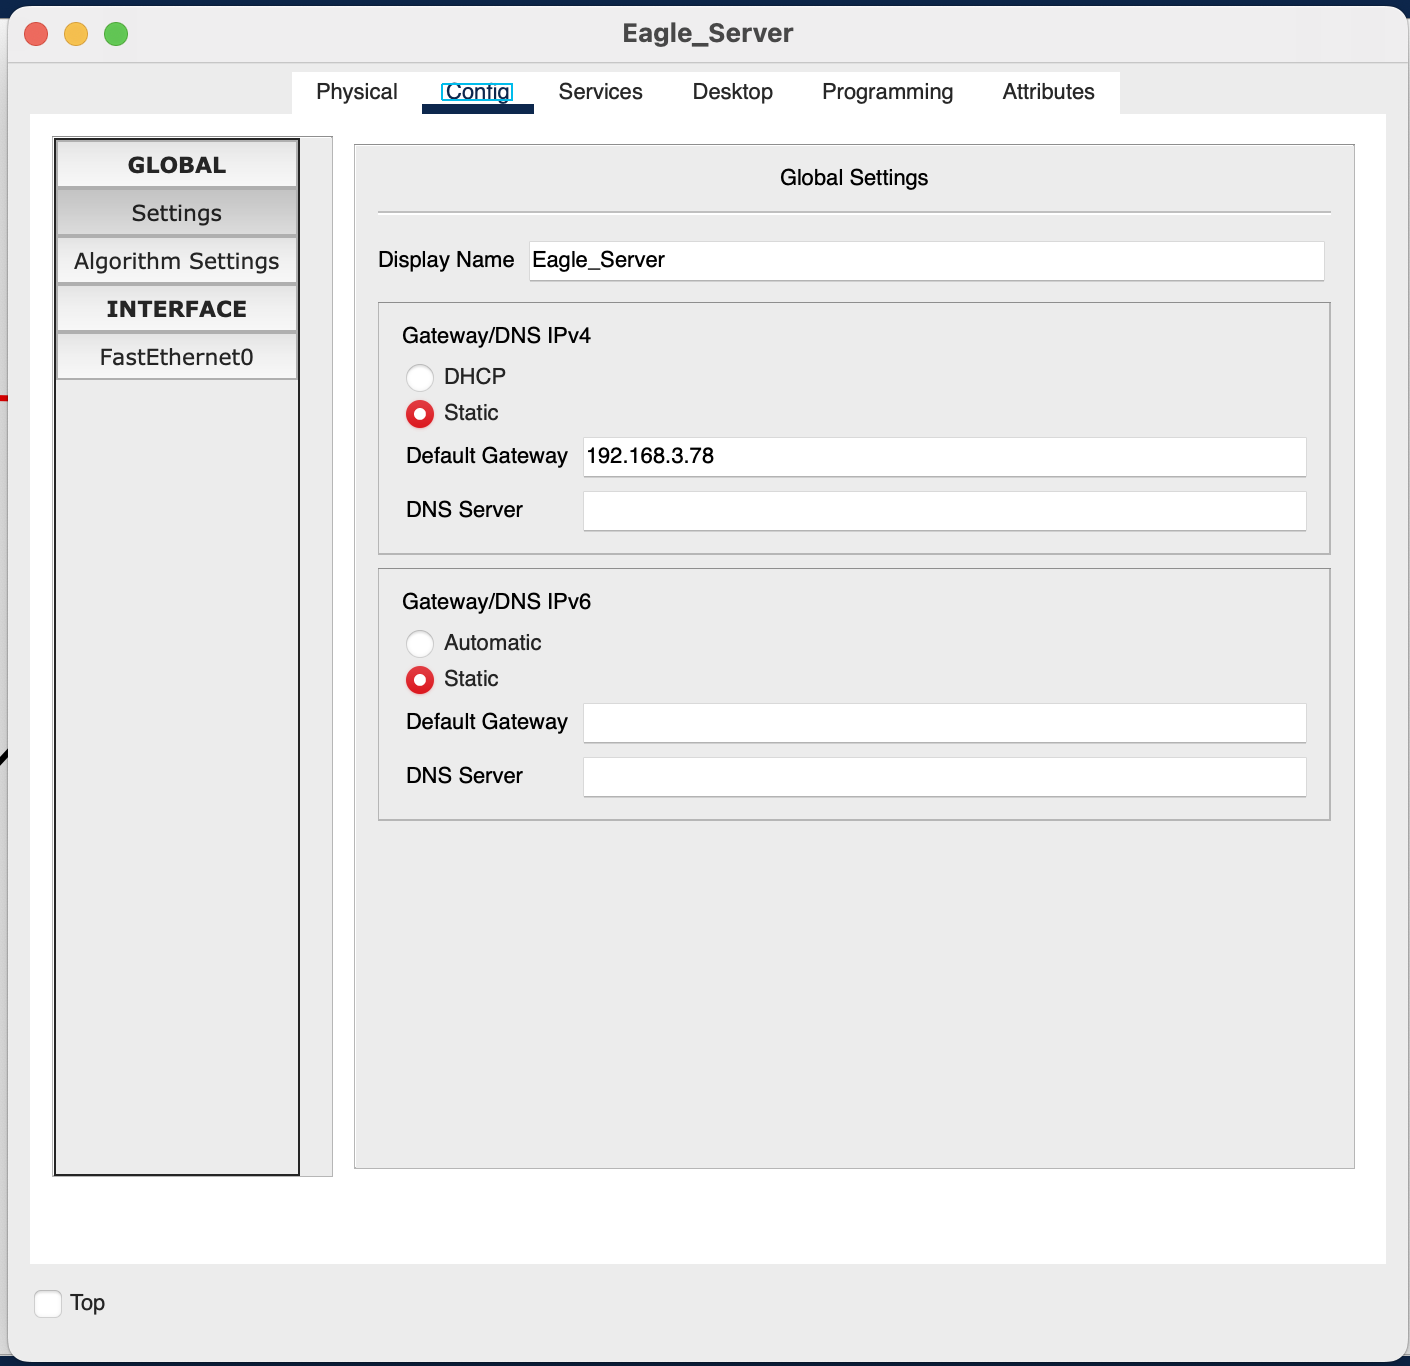 Eagle_Server
Physical Config Services Desktop Programming Attributes
GLOBAL
Settings
Algorithm Settings
INTERFACE
FastEthernet0
Global Settings
Display Name Eagle_Server
Gateway/DNS IPv4
DHCP
Static
Default Gateway 192.168.3.78
DNS Server
Gateway/DNS IPv6
Automatic
Static
Default Gateway
DNS Server
Top